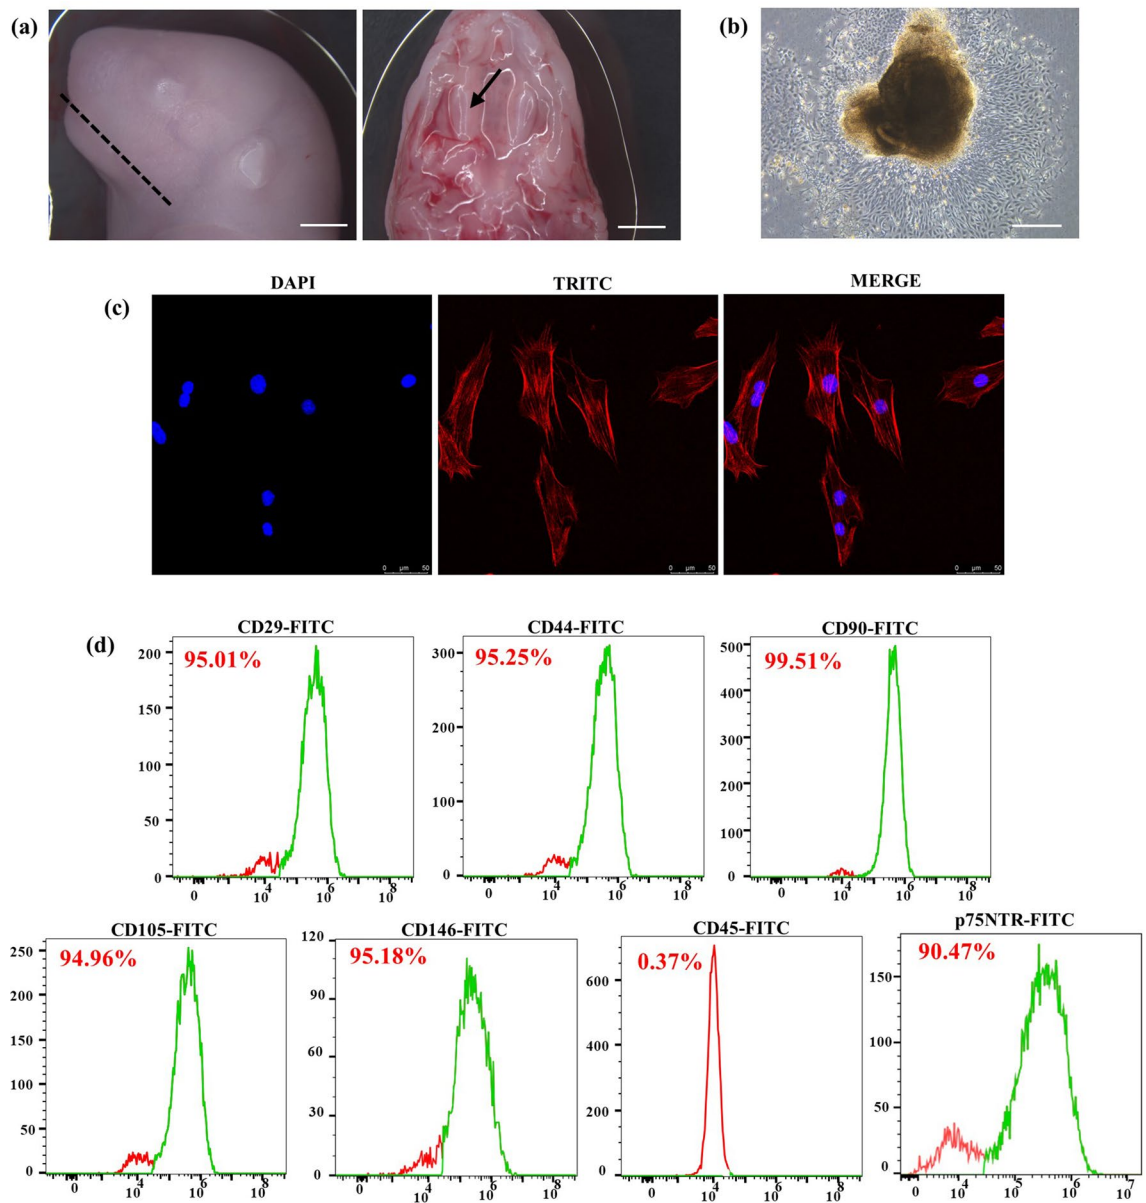 (a)
(b)
(c)
DAPI TRITC MERGE
0 µm 50 0 µm 50 0 µm 50
(d)
CD29-FITC CD44-FITC CD90-FITC
95.01% 95.25% 99.51%
200
150
100
50
0
0 10^4 10^6 10^8
300
200
100
0
0 10^4 10^6 10^8
500
400
300
200
100
0
0 10^4 10^6 10^8
CD105-FITC CD146-FITC CD45-FITC p75NTR-FITC
94.96% 95.18% 0.37% 90.47%
250
200
150
100
50
0
0 10^4 10^6 10^8
120
90
60
30
0
0 10^4 10^6 10^8
600
400
200
0
0 10^4 10^6 10^8
150
100
50
0
0 10^4 10^5 10^6 10^7